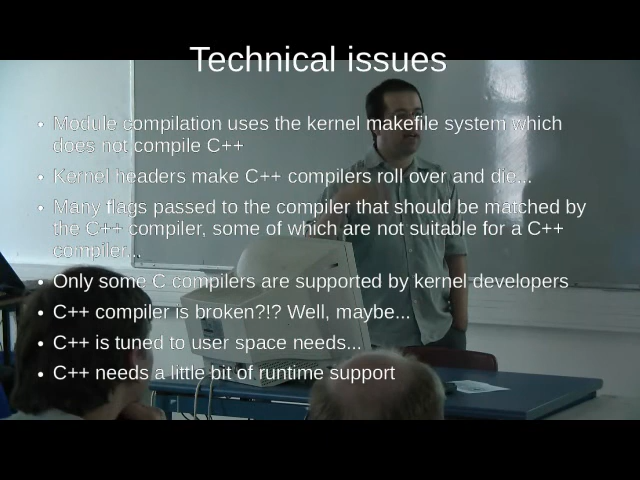 Technical issues
• Module compilation uses the kernel makefile system which
does not compile C++
• Kernel headers make C++ compilers roll over and die...
• Many flags passed to the compiler that should be matched by
the C++ compiler, some of which are not suitable for a C++
compiler...
• Only some C compilers are supported by kernel developers
• C++ compiler is broken?!? Well, maybe...
• C++ is tuned to user space needs...
• C++ needs a little bit of runtime support